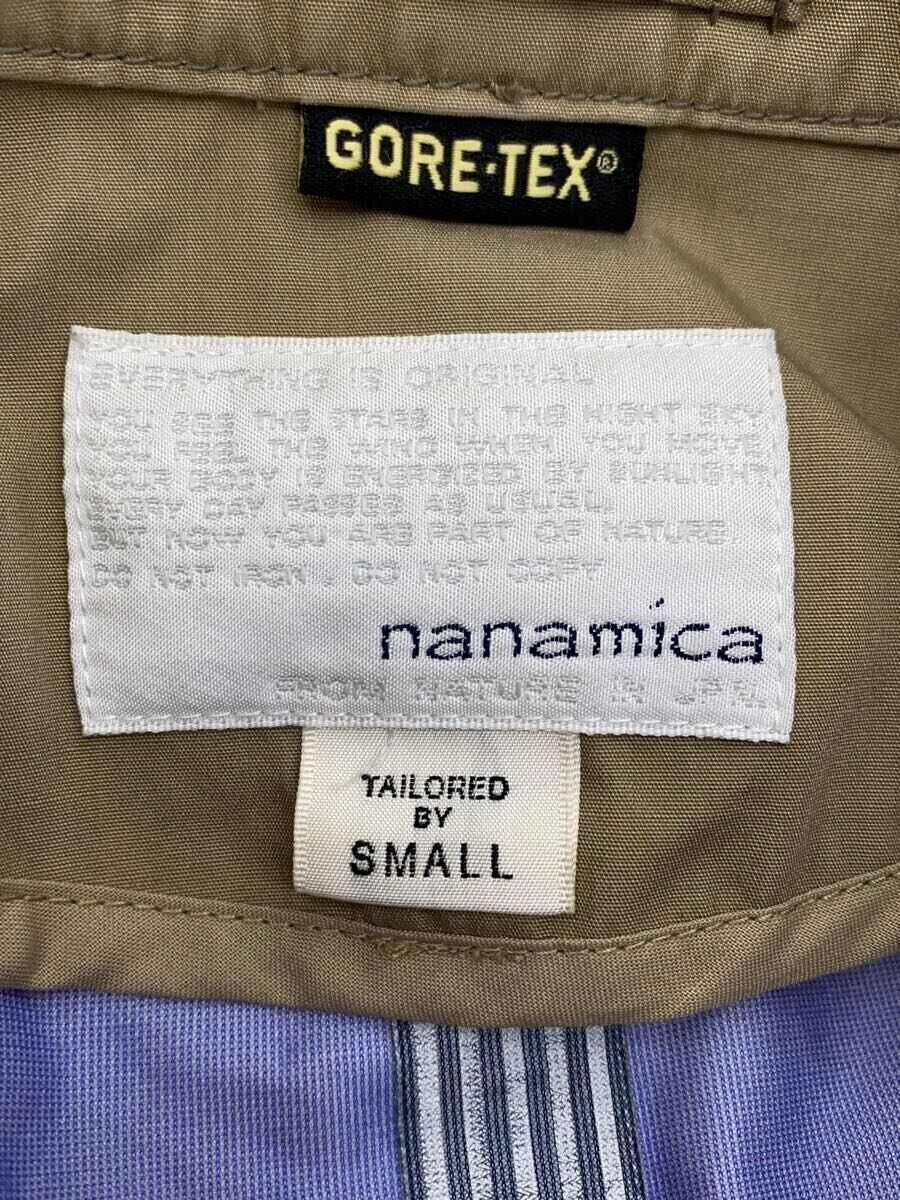 GORE-TEX®
EVERYTHING IS ORIGINAL
YOU SEE THE STARS IN THE NIGHT SKY
YOU FEEL THE WIND WHEN YOU MOVE
YOUR BODY IS ENERGIZED BY SUNLIGHT
EVERY DAY PASSES AS USUAL,
BUT NOW YOU ARE PART OF NATURE
DO NOT IRON, DO NOT COPY
nanamica
FROM NATURE IN JPN.
TAILORED
BY
SMALL